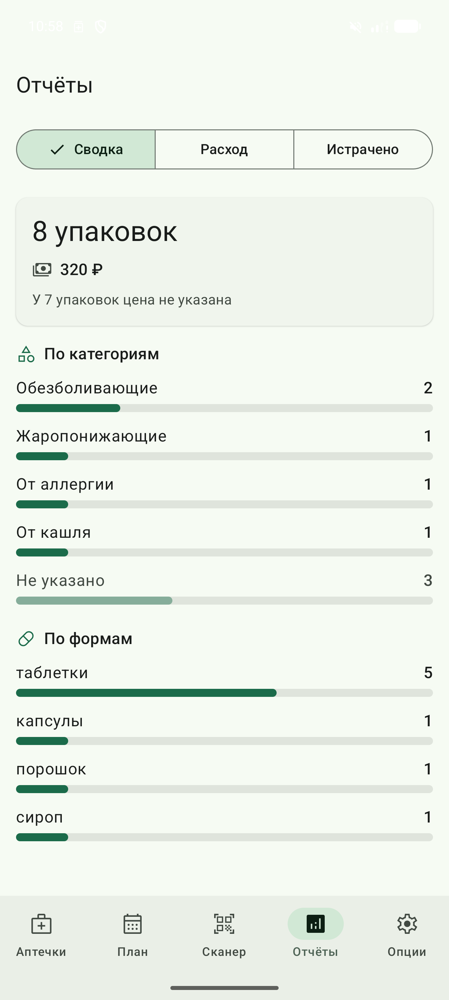 10:58
Отчёты
Сводка
Расход
Истрачено
8 упаковок
320 ₽
У 7 упаковок цена не указана
По категориям
Обезболивающие 2
Жаропонижающие 1
От аллергии 1
От кашля 1
Не указано 3
По формам
таблетки 5
капсулы 1
порошок 1
сироп 1
Аптечки
План
Сканер
Отчёты
Опции